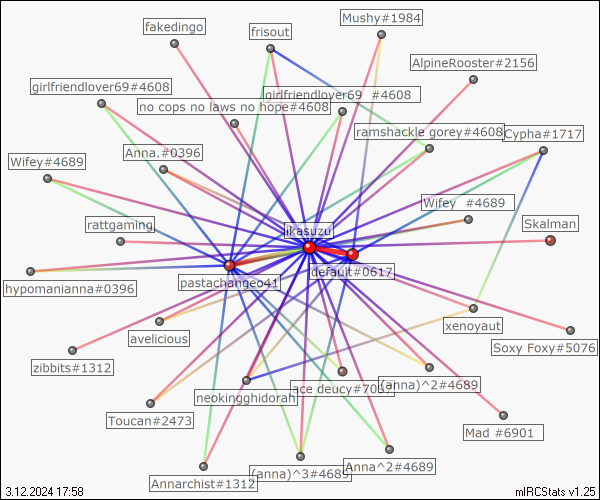 Mushy#1984
fakedingo
frisout
AlpineRooster#2156
girlfriendlover69#4608
girlfriendlover69 #4608
no cops no laws no hope#4608
ramshackle gorey#4608
Cypha#1717
Anna.#0396
Wifey#4689
Wifey #4689
Skalman
rattgaming
ikasuzu
default#0617
pastachangeo41
hypomanianna#0396
xenoyaut
avelicious
Soxy Foxy#5076
zibbits#1312
(anna)^2#4689
neokingghidorah
Toucan#2473
Mad #6901
Anna^2#4689
(anna)^3#4689
Annarchist#1312
3.12.2024 17:58
mIRCStats v1.25